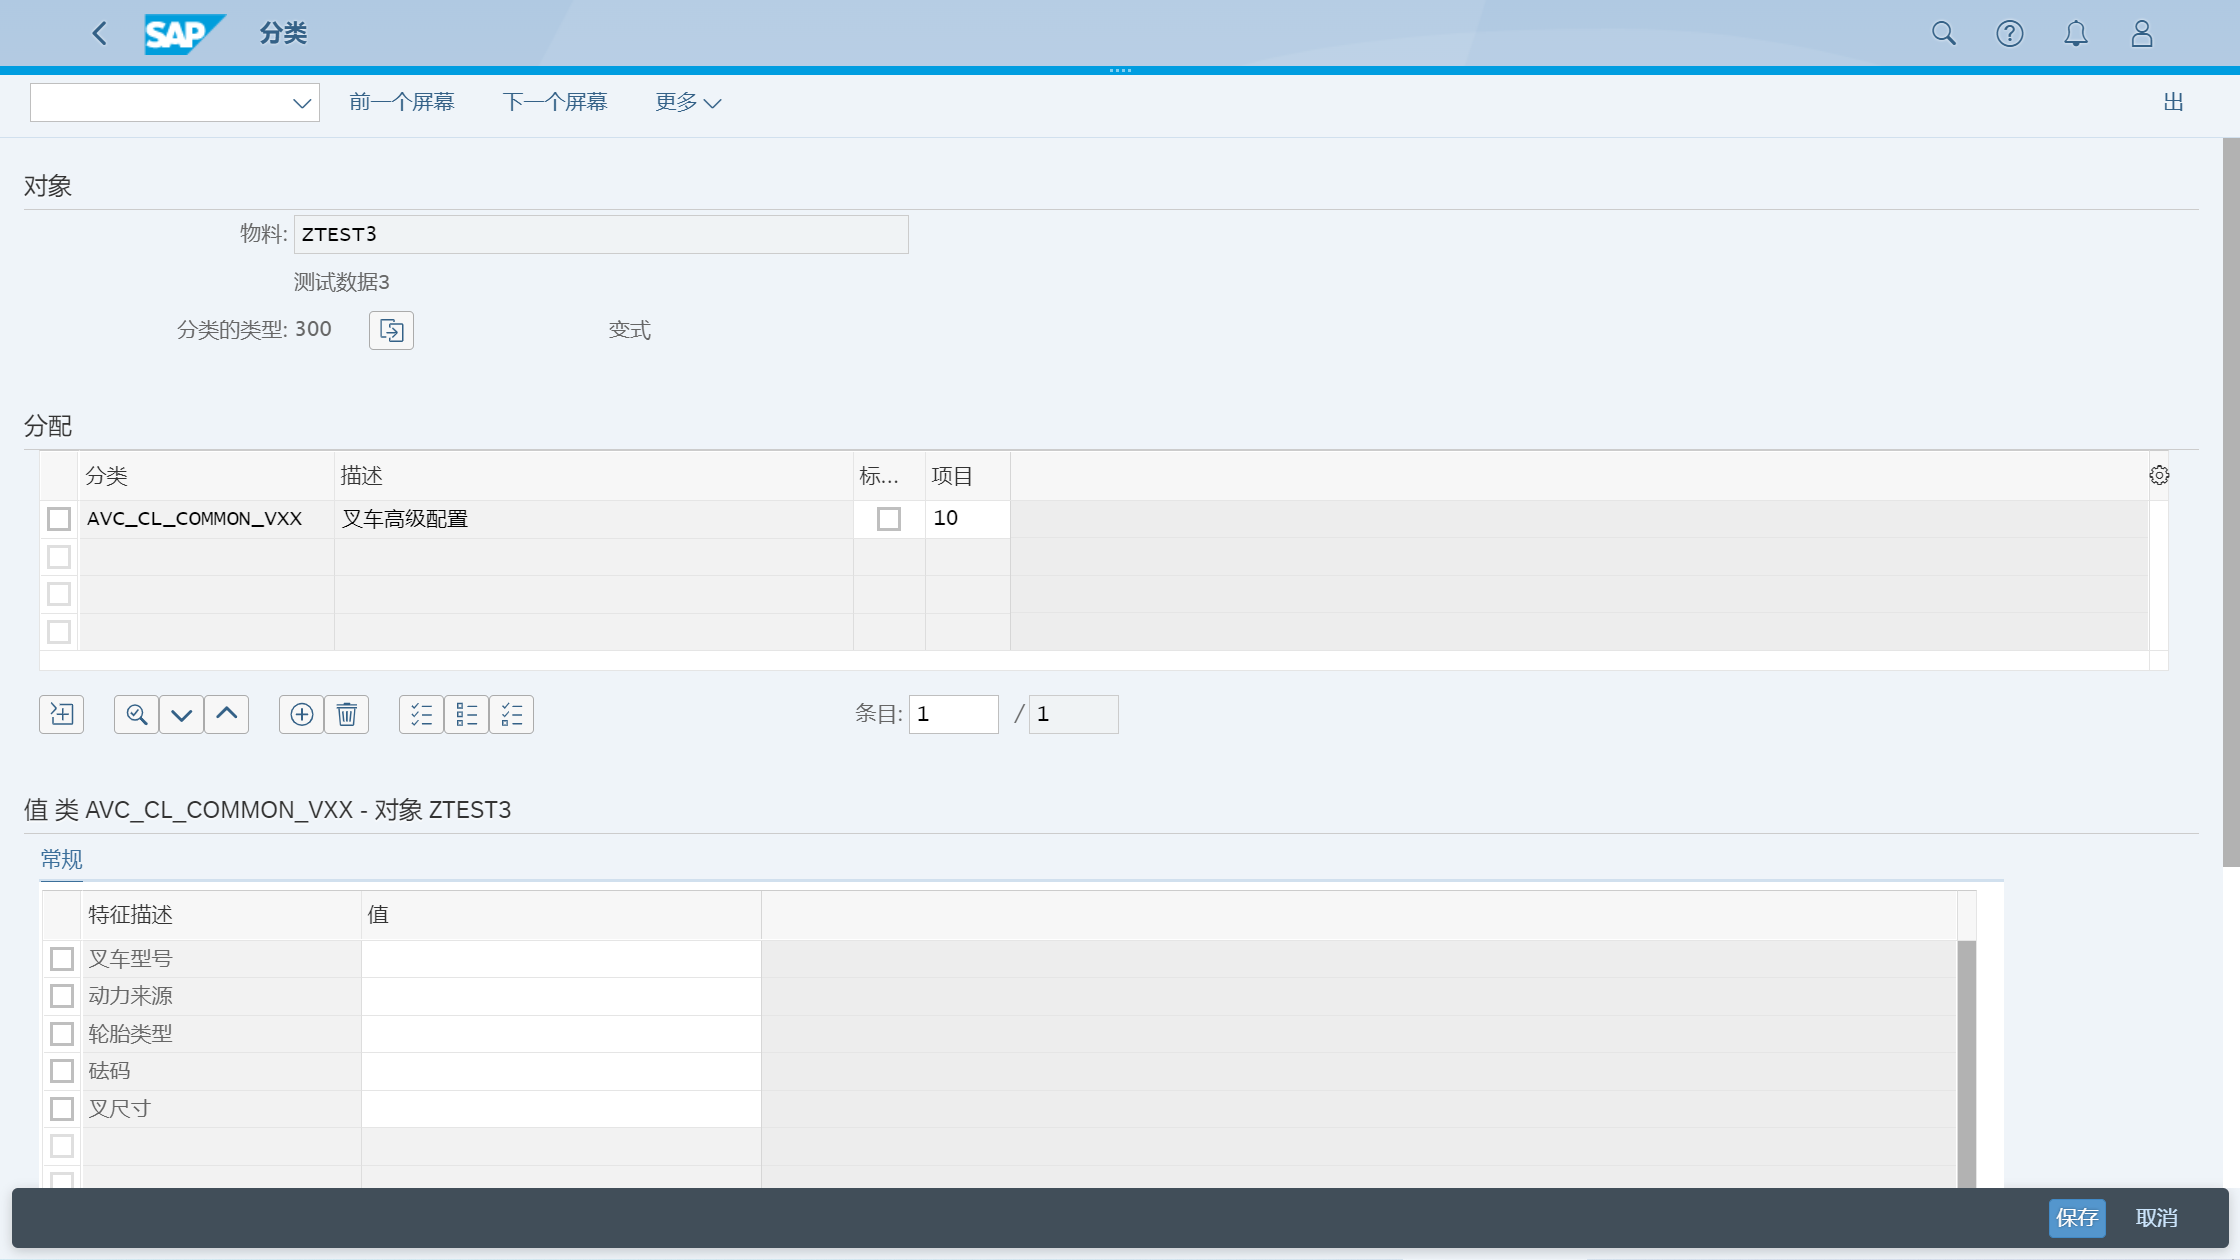 SAP 分类
前一个屏幕 下一个屏幕 更多 出
对象
物料: ZTEST3
测试数据3
分类的类型: 300 变式
分配
分类 描述 标... 项目
AVC_CL_COMMON_VXX 叉车高级配置 10
条目: 1 / 1
值 类 AVC_CL_COMMON_VXX - 对象 ZTEST3
常规
特征描述 值
叉车型号
动力来源
轮胎类型
砝码
叉尺寸
保存 取消